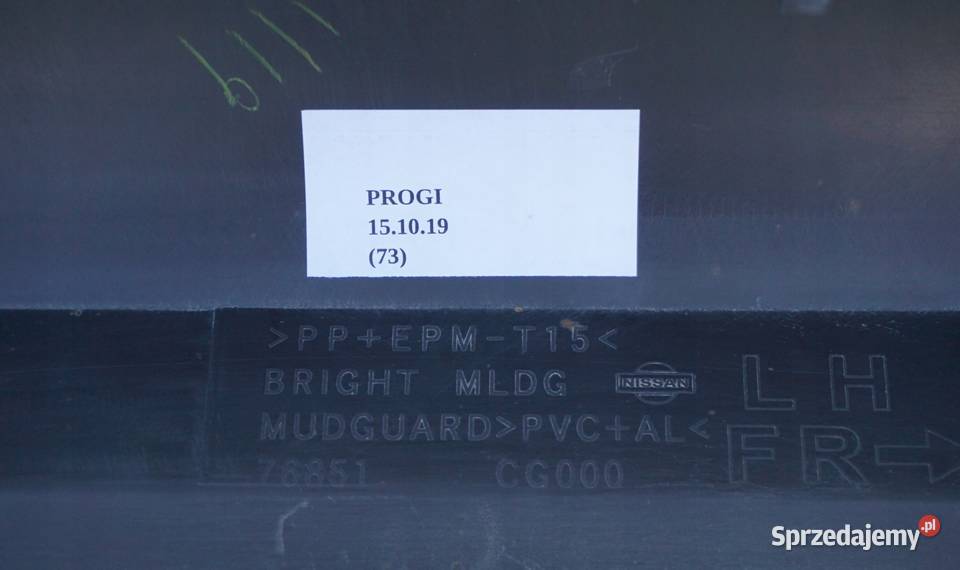 PROGI
15.10.19
(73)
>PP+EPM-T15<
BRIGHT MLDG NISSAN
MUDGUARD>PVC+AL<
76851 CG000
LH
FR
Sprzedajemy.pl